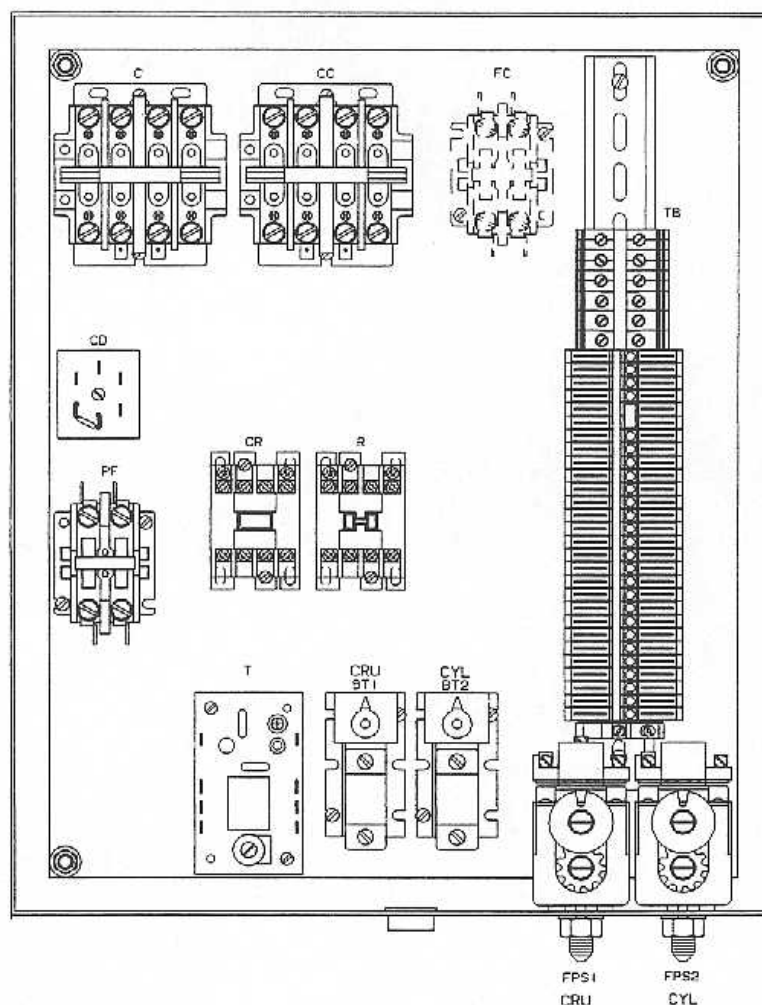 C CC FC
TB
CD
CR R
PF
T CRU CYL
BT1 BT2
FPS1 FPS2
CRU CYL